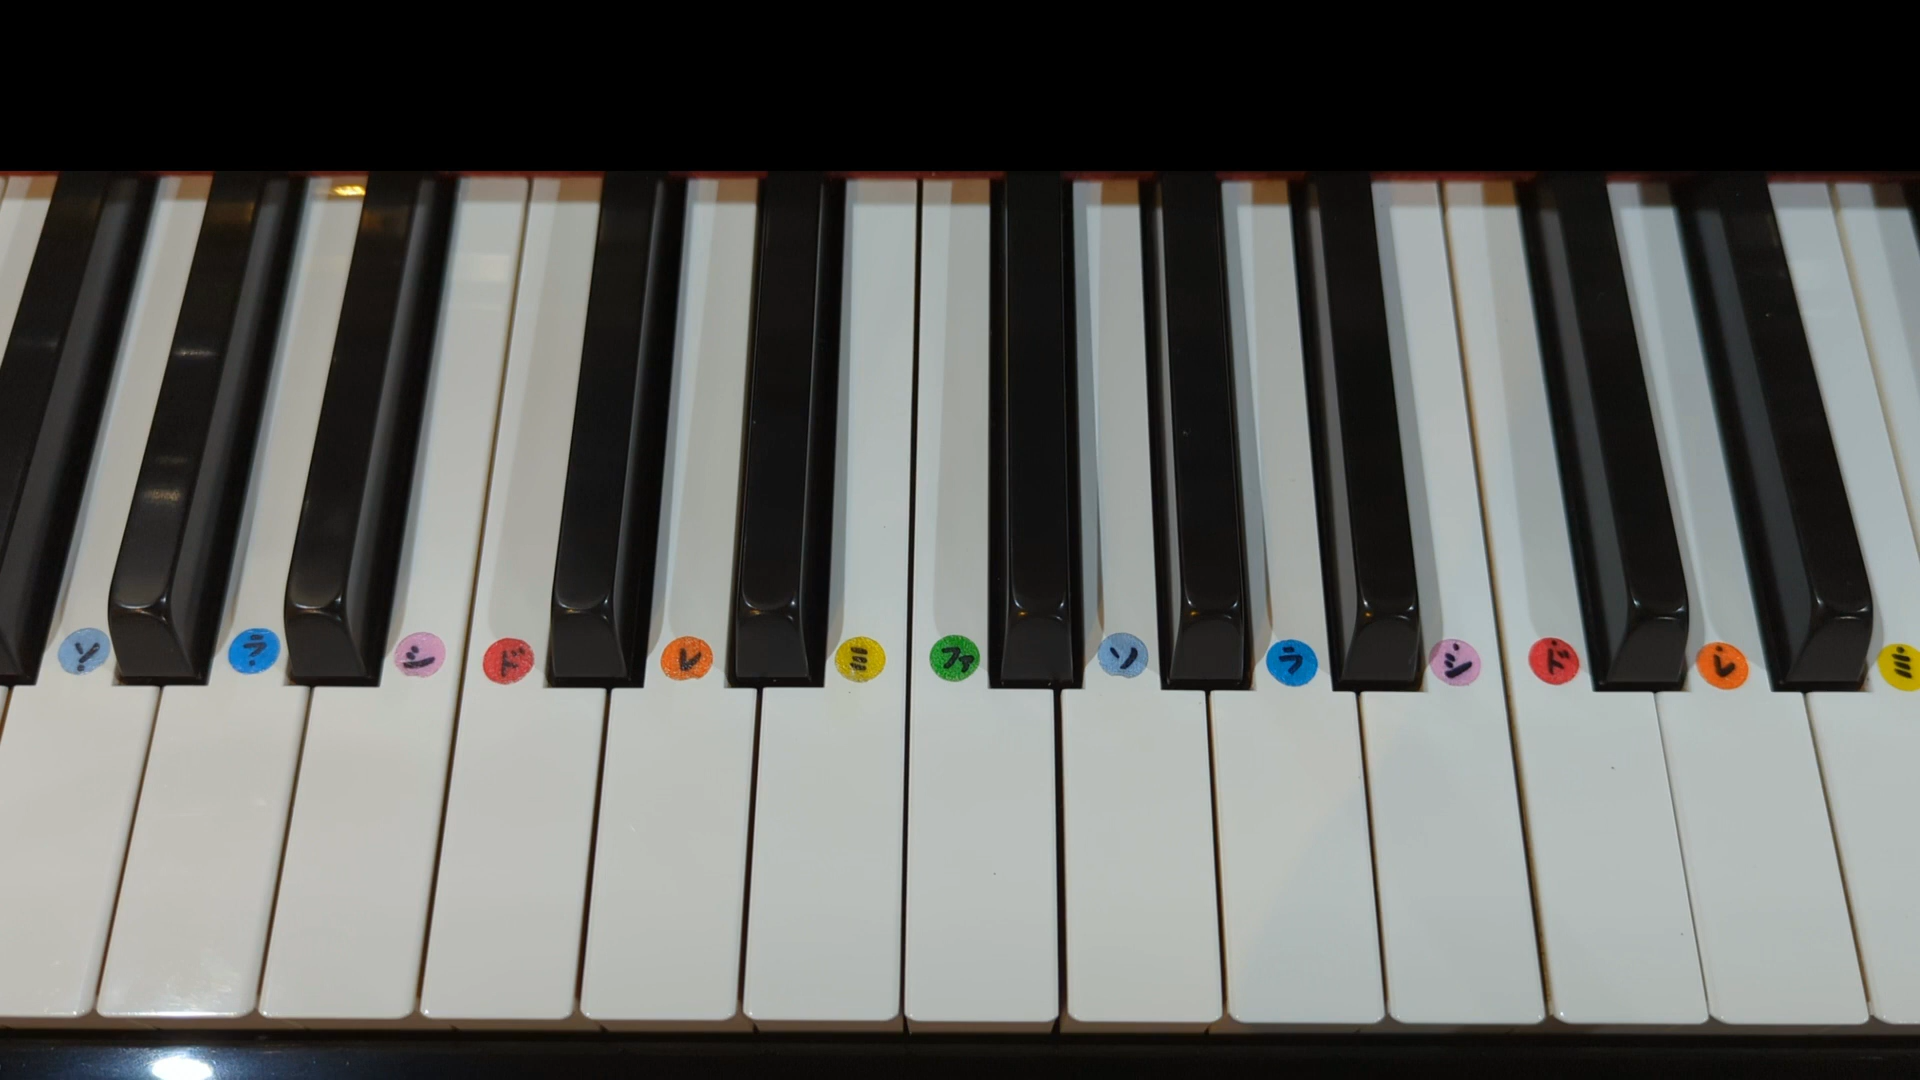 ソ ラ シ ド レ ミ ファ ソ ラ シ ド レ ミ